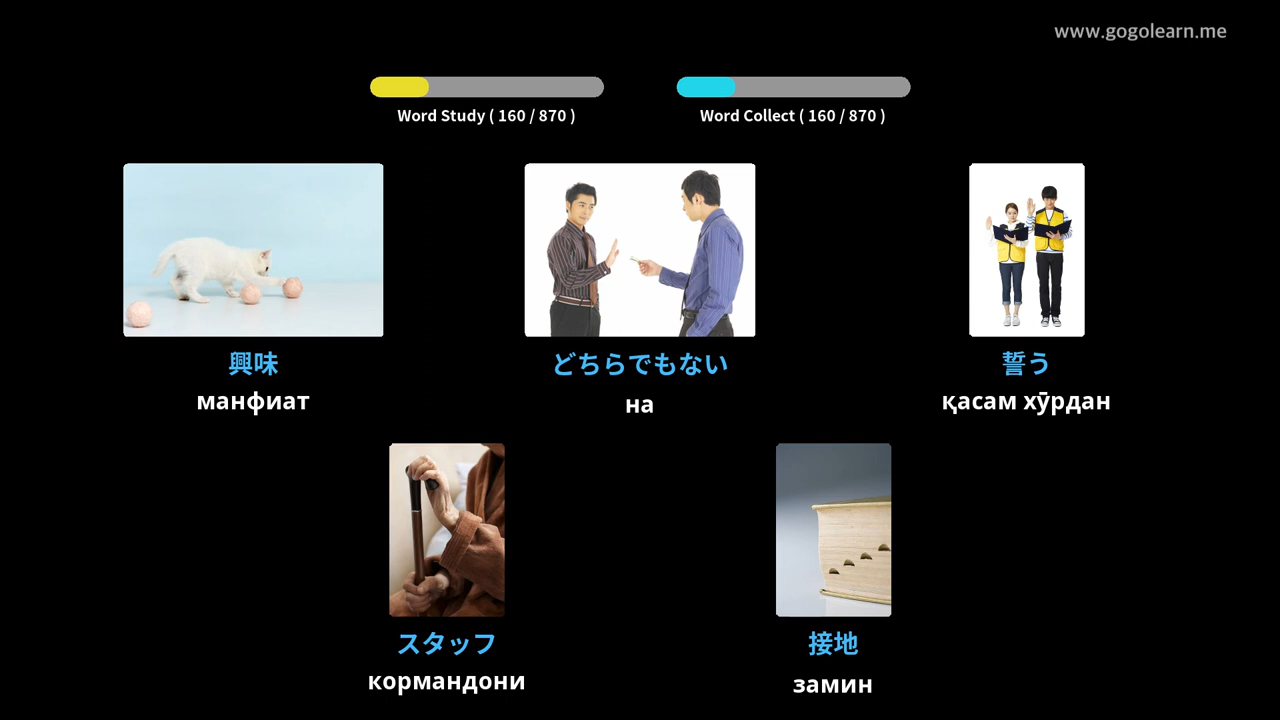 www.gogolearn.me
Word Study ( 160 / 870 )
Word Collect ( 160 / 870 )
興味
манфиат
どちらでもない
на
誓う
қасам хӯрдан
スタッフ
кормандони
接地
замин